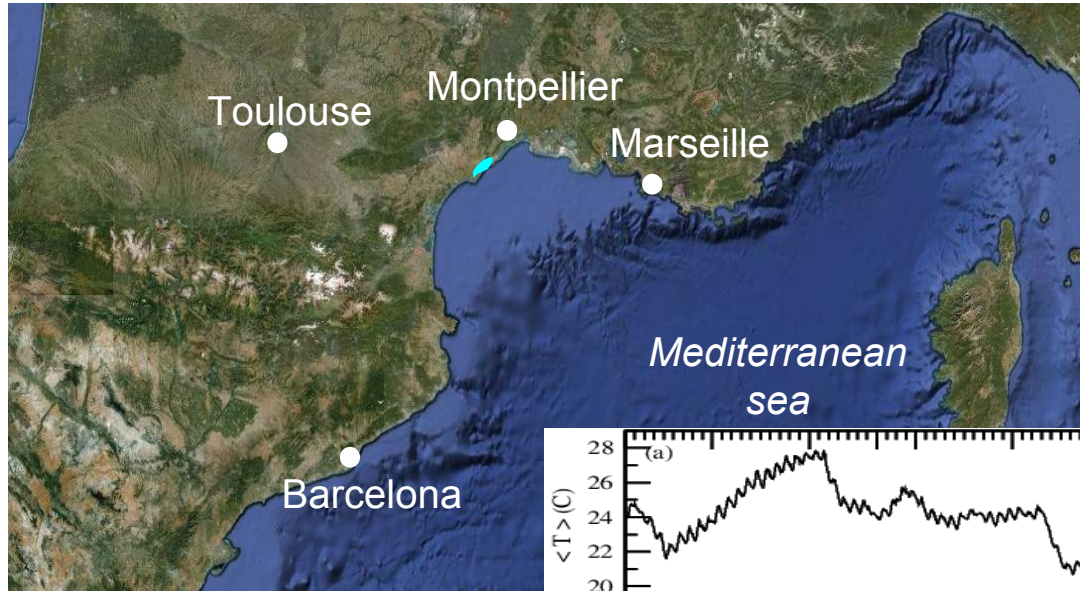 Montpellier
Toulouse
Marseille
Mediterranean
sea
Barcelona
28
(a)
26
24
22
20
<T> (C)